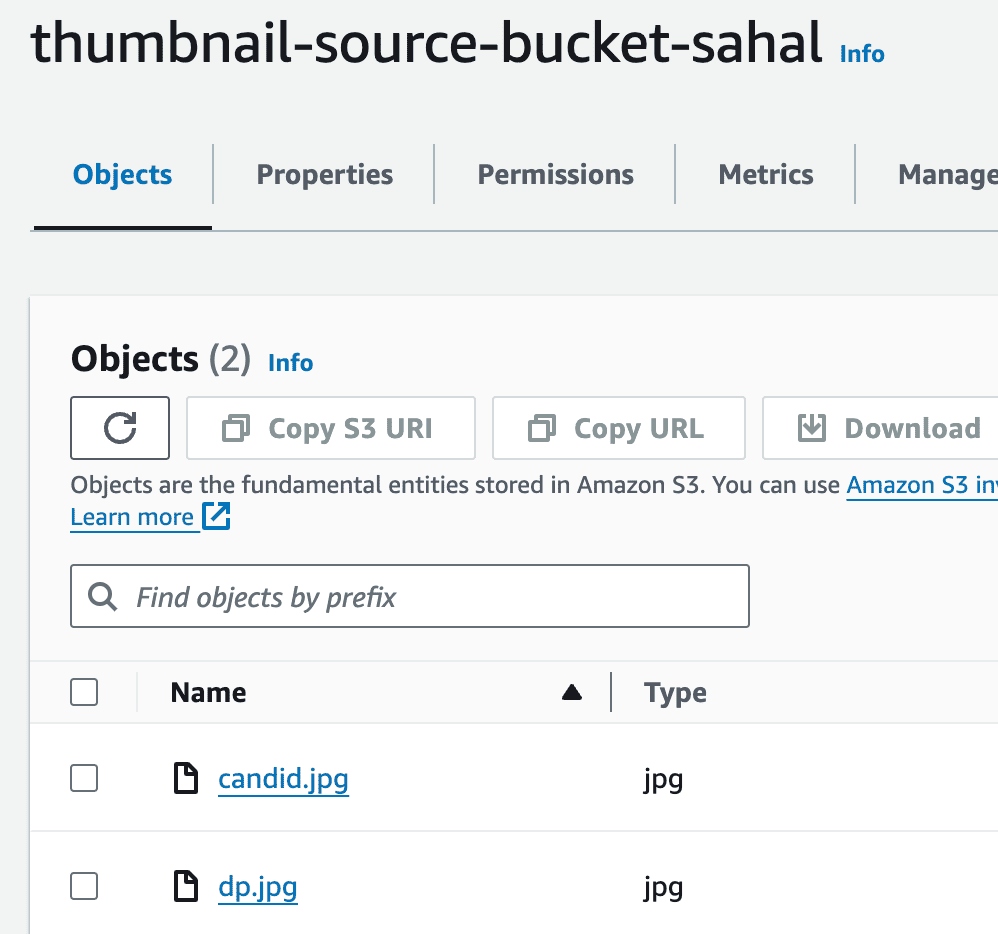 thumbnail-source-bucket-sahal Info
Objects Properties Permissions Metrics Manage
Objects (2) Info
Copy S3 URI Copy URL Download
Objects are the fundamental entities stored in Amazon S3. You can use Amazon S3 inv
Learn more
Find objects by prefix
Name Type
candid.jpg jpg
dp.jpg jpg